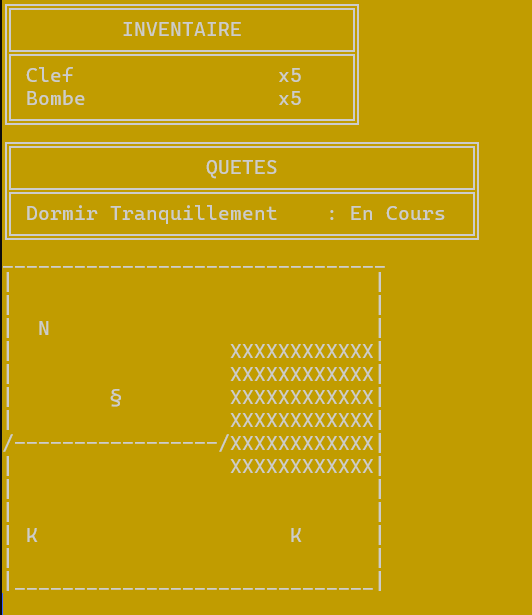 INVENTAIRE
Clef x5
Bombe x5
QUETES
Dormir Tranquillement : En Cours
N
XXXXXXXXXXXX
XXXXXXXXXXXX
§ XXXXXXXXXXXX
XXXXXXXXXXXX
/-----------------/XXXXXXXXXXXX
XXXXXXXXXXXX
K K